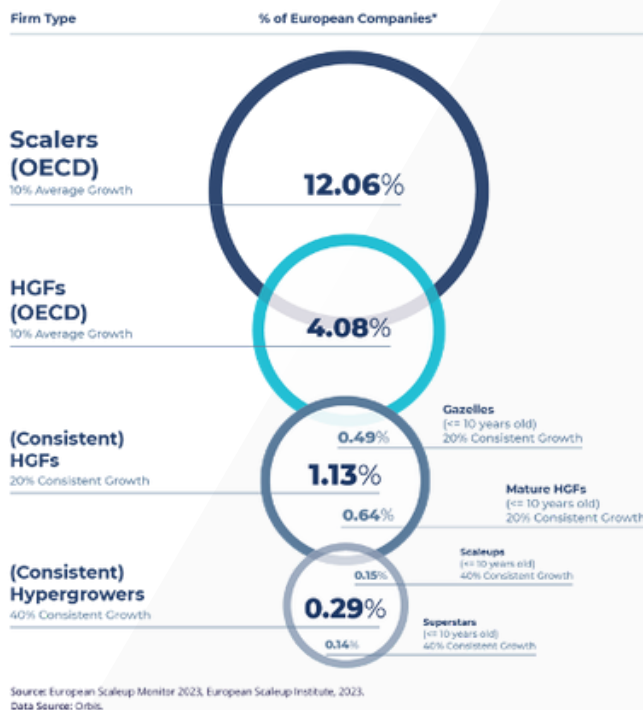 Firm Type % of European Companies*
Scalers
(OECD)
10% Average Growth
12.06%
HGFs
(OECD)
10% Average Growth
4.08%
Gazelles
(<= 10 years old)
20% Consistent Growth
0.49%
(Consistent)
HGFs
20% Consistent Growth
1.13%
Mature HGFs
(<= 10 years old)
20% Consistent Growth
0.64%
Scaleups
(<= 10 years old)
40% Consistent Growth
0.15%
(Consistent)
Hypergrowers
40% Consistent Growth
0.29%
Superstars
(<= 10 years old)
40% Consistent Growth
0.14%
Source: European Scaleup Monitor 2023, European Scaleup Institute, 2023.
Data Source: Orbis.